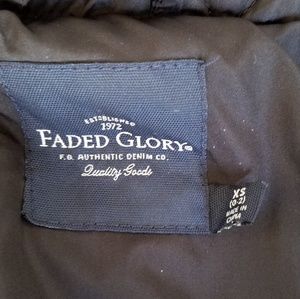 ESTABLISHED
1972
FADED GLORY®
F.G. AUTHENTIC DENIM CO.
Quality Goods
XS
(0-2)
MADE IN
CHINA